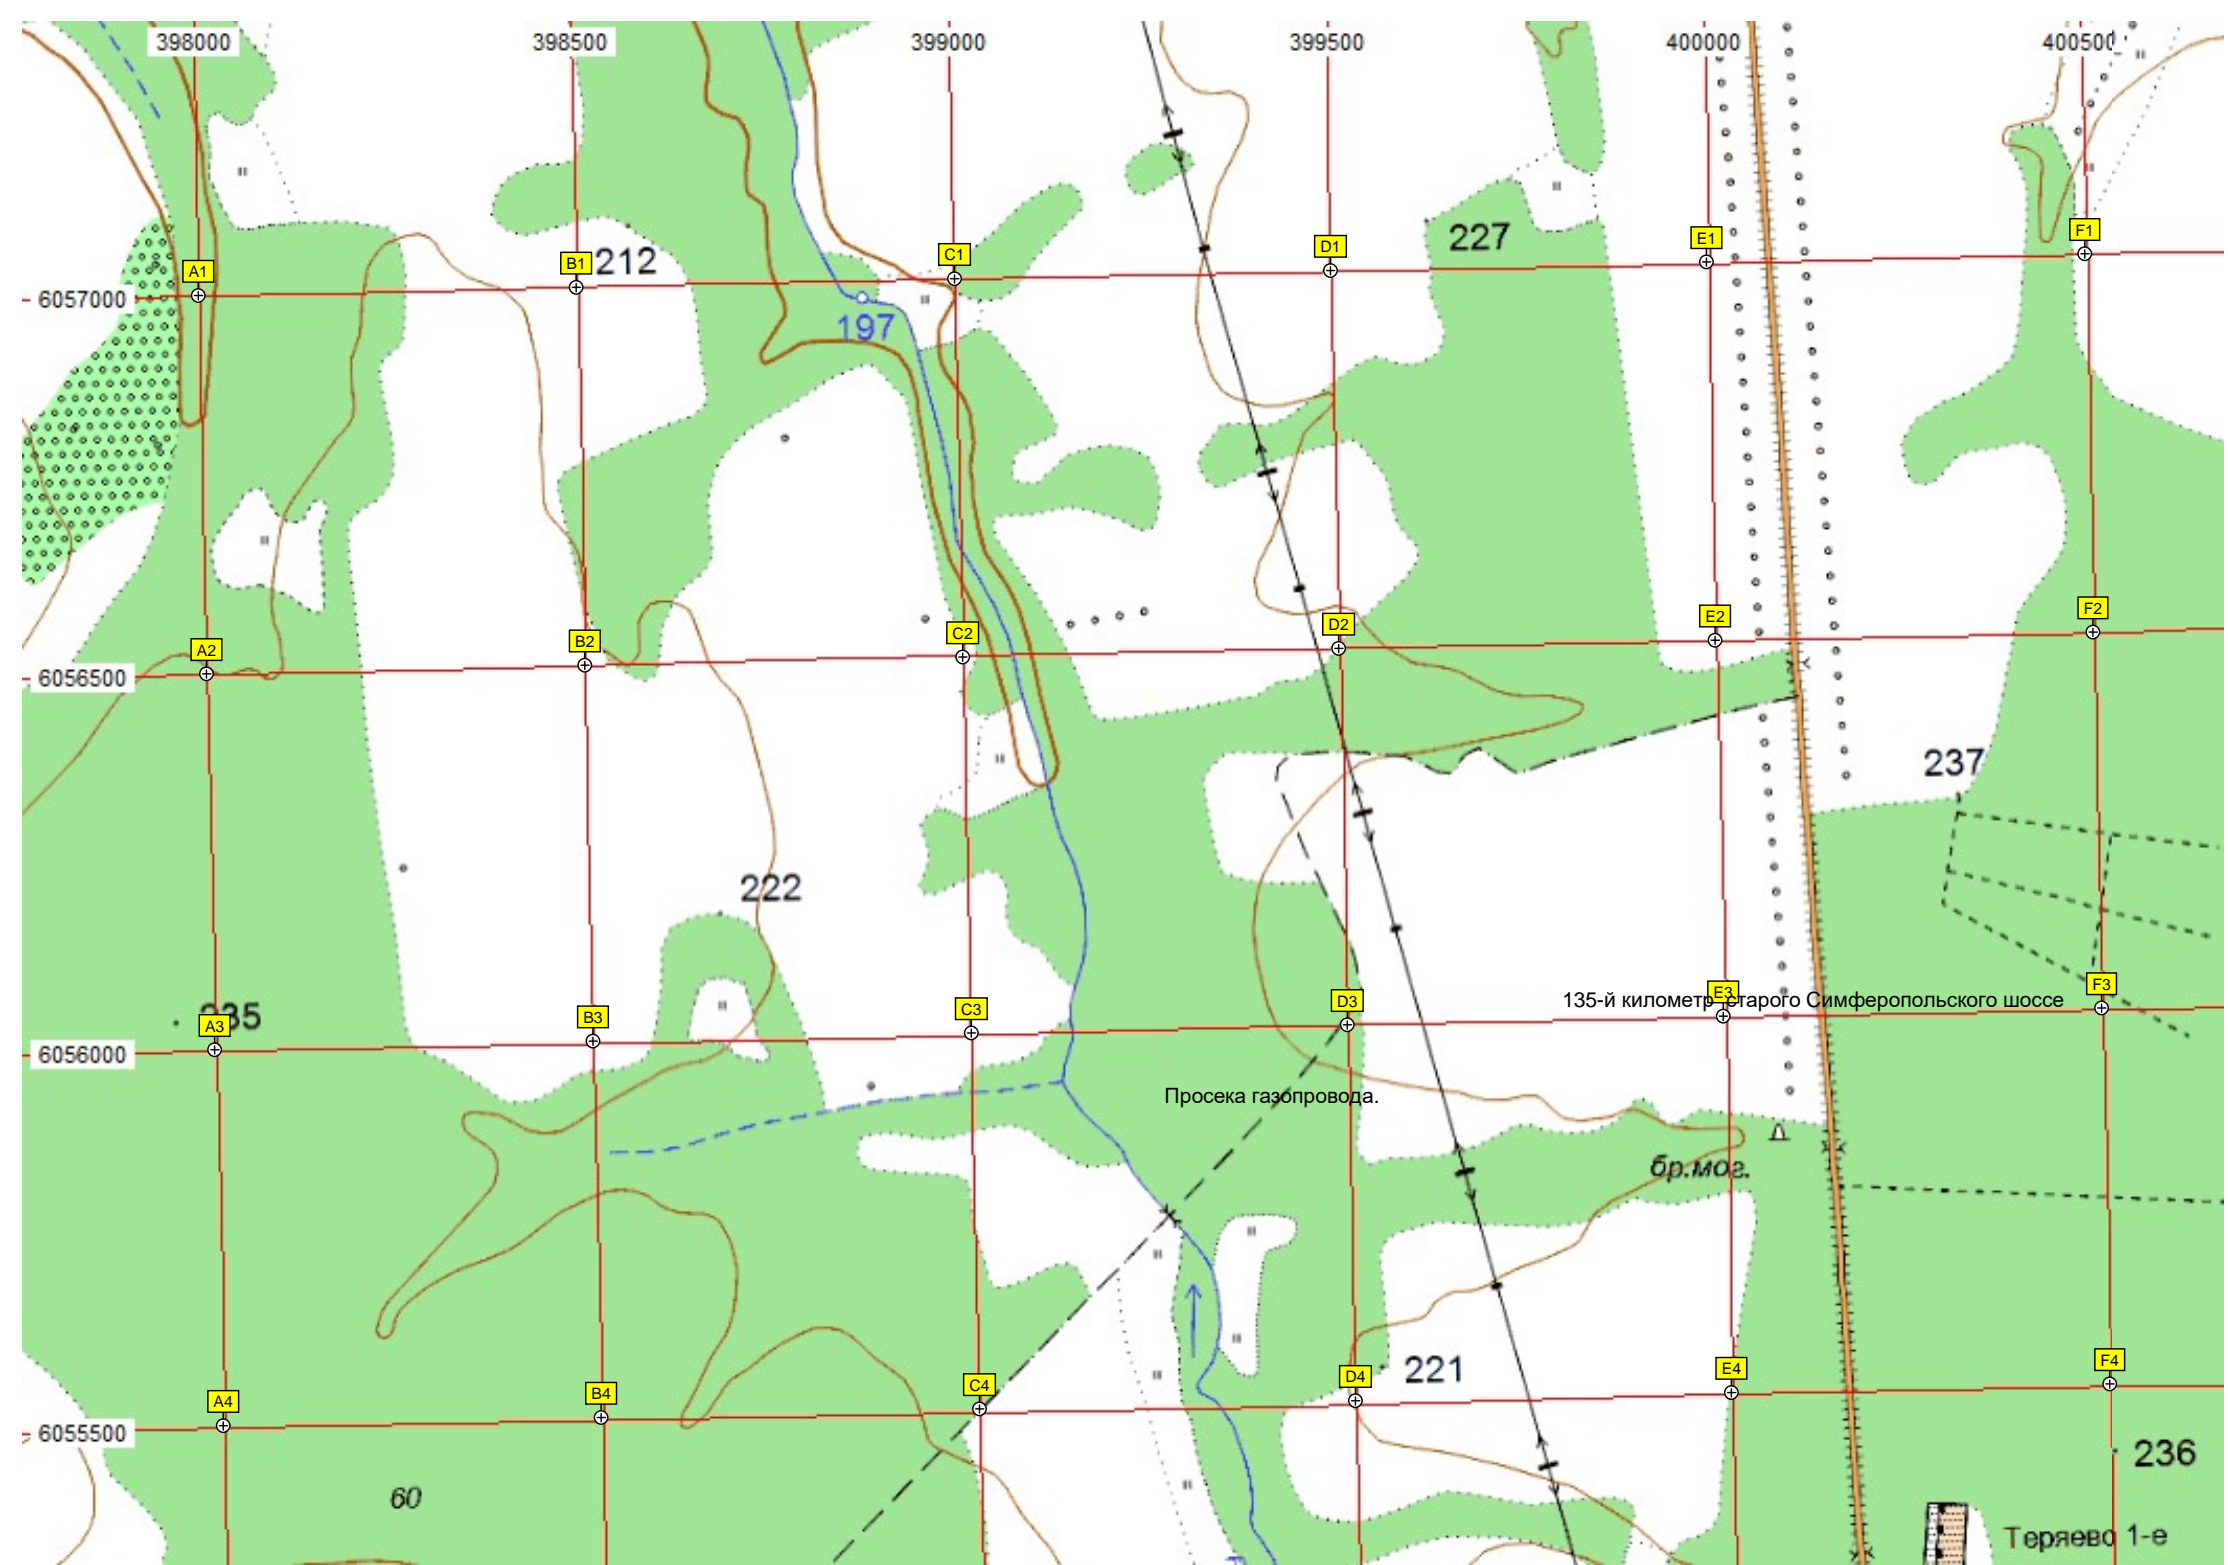 398000 398500 399000 399500 400000 400500
A1 B1 212 C1 D1 227 E1 F1
6057000
197
A2 B2 C2 D2 E2 F2
6056500
237
222
235
A3 B3 C3 D3 E3 F3
135-й километр старого Симферопольского шоссе
6056000
Просека газопровода.
бр.мог.
221
A4 B4 C4 D4 E4 F4
6055500
236
60
Теряево 1-е